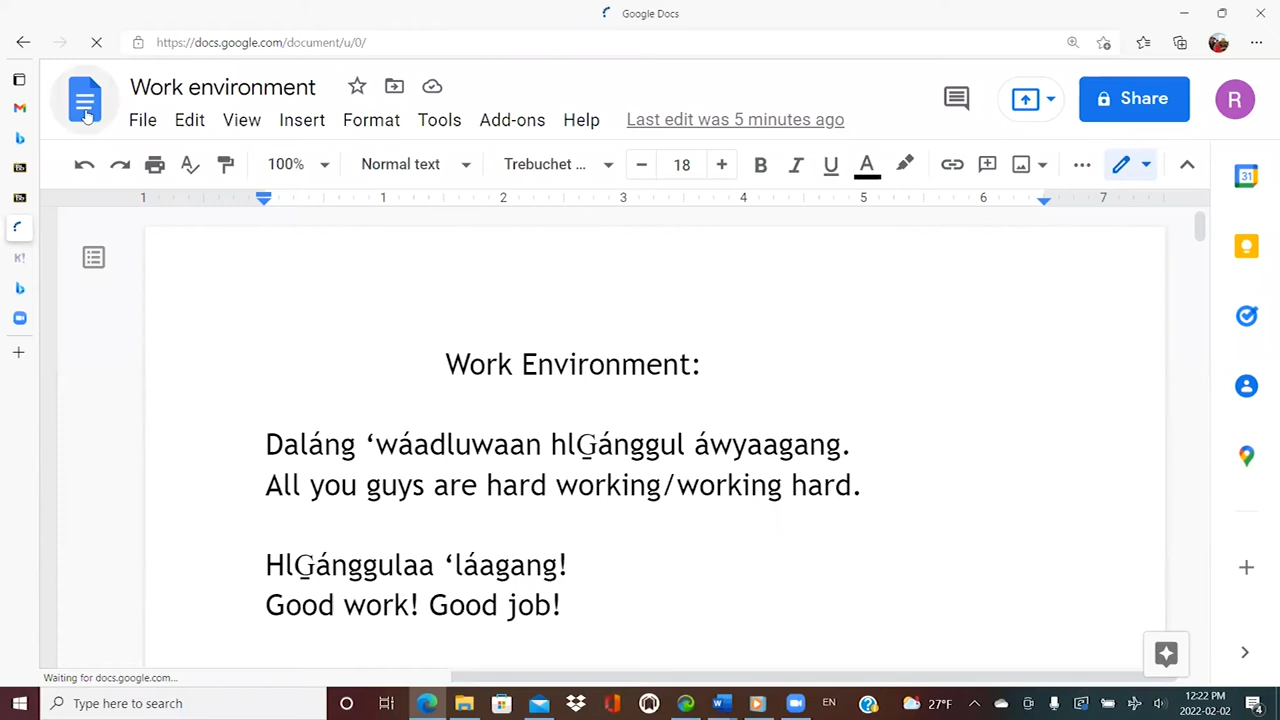 Google Docs
https://docs.google.com/document/u/0/
Work environment
Share
R
File Edit View Insert Format Tools Add-ons Help Last edit was 5 minutes ago
100% Normal text Trebuchet ... 18 B I U A
31
1 1 2 3 4 5 6 7
K!
Work Environment:
Daláng ‘wáadluwaan hlG̲ánggul áwyaagang.
All you guys are hard working/working hard.
HlG̲ánggulaa ‘láagang!
Good work! Good job!
Waiting for docs.google.com...
Type here to search
EN
27°F
12:22 PM
2022-02-02